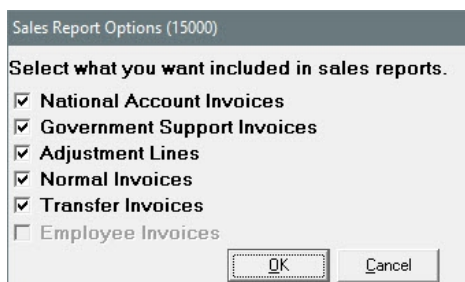 Sales Report Options (15000)
Select what you want included in sales reports.
National Account Invoices
Government Support Invoices
Adjustment Lines
Normal Invoices
Transfer Invoices
Employee Invoices
OK Cancel